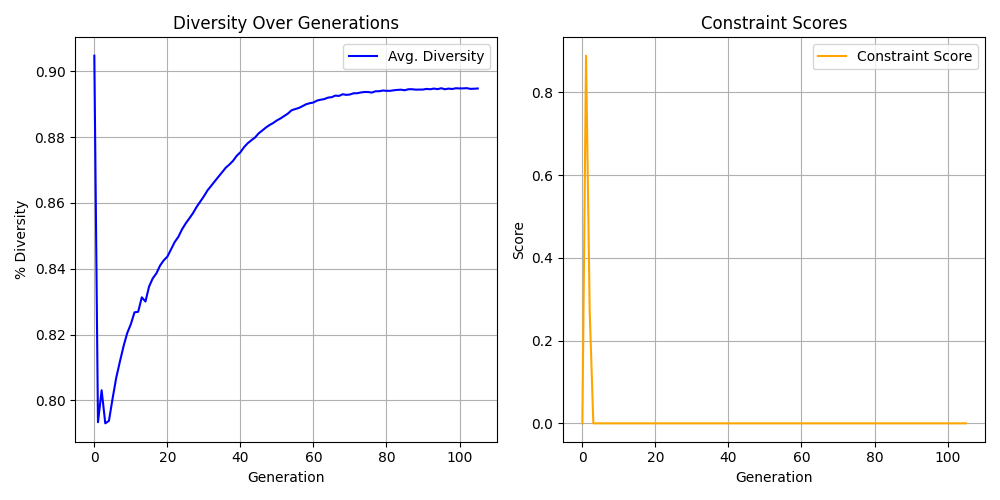 Diversity Over Generations
Avg. Diversity
% Diversity
0.90
0.88
0.86
0.84
0.82
0.80
0 20 40 60 80 100
Generation
Constraint Scores
Constraint Score
Score
0.8
0.6
0.4
0.2
0.0
0 20 40 60 80 100
Generation